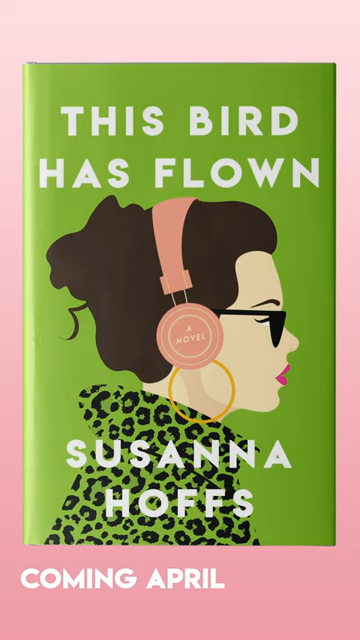 THIS BIRD
HAS FLOWN
A
NOVEL
SUSANNA
HOFFS
COMING APRIL